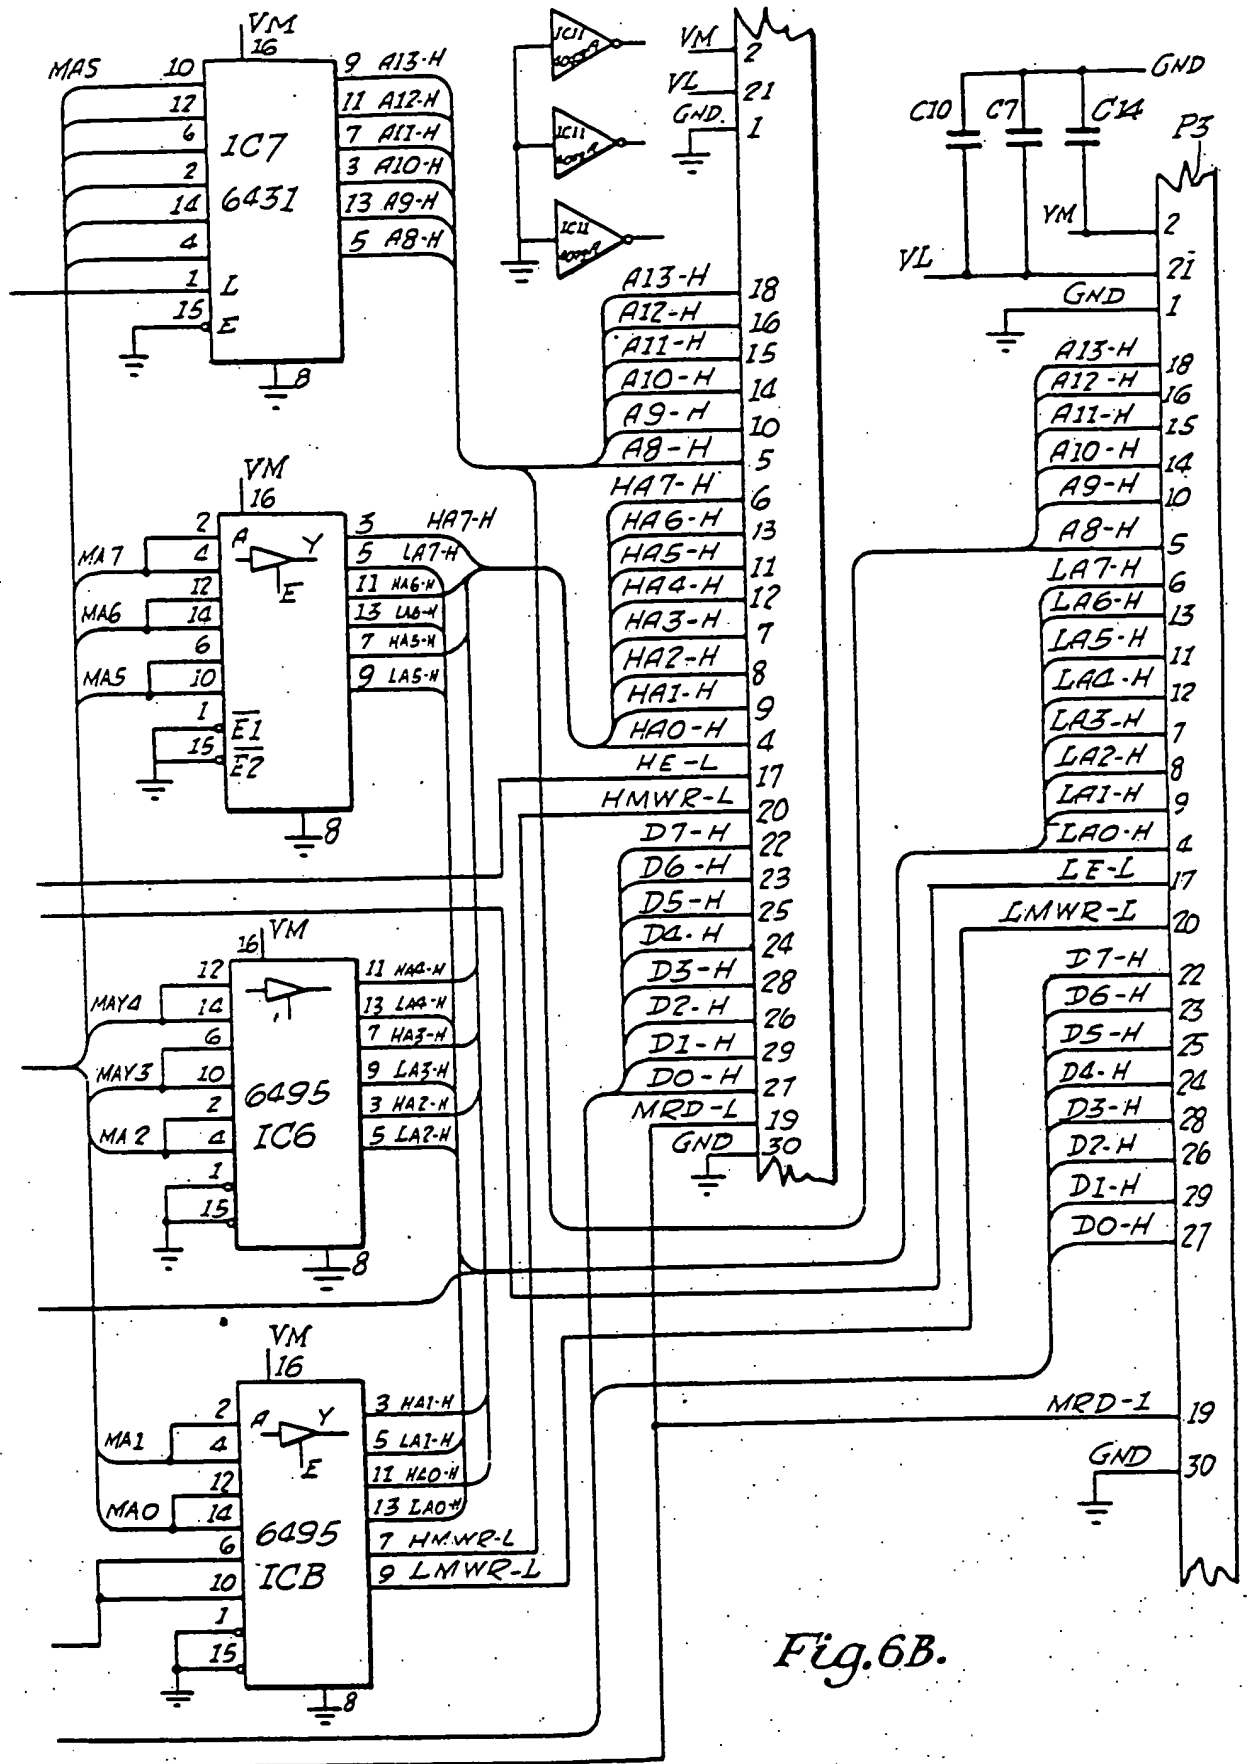 VM
16
MA5
10
12
6
2
14
4
1 L
15 E
IC7
6431
9 A13-H
11 A12-H
7 A11-H
3 A10-H
13 A9-H
5 A8-H
8
IC11
A
IC11
A
IC11
A
VM
2
VL
21
GND.
1
A13-H 18
A12-H 16
A11-H 15
A10-H 14
A9-H 10
A8-H 5
HA7-H 6
HA6-H 13
HA5-H 11
HA4-H 12
HA3-H 7
HA2-H 8
HA1-H 9
HA0-H 4
HE-L 17
HMWR-L 20
D7-H 22
D6-H 23
D5-H 25
D4-H 24
D3-H 28
D2-H 26
D1-H 29
D0-H 27
MRD-L 19
GND 30
C10
C7
C14
GND
P3
VM
2
VL
21
GND
1
A13-H 18
A12-H 16
A11-H 15
A10-H 14
A9-H 10
A8-H 5
LA7-H 6
LA6-H 13
LA5-H 11
LA4-H 12
LA3-H 7
LA2-H 8
LA1-H 9
LA0-H 4
LE-L 17
LMWR-L 20
D7-H 22
D6-H 23
D5-H 25
D4-H 24
D3-H 28
D2-H 26
D1-H 29
D0-H 27
MRD-1 19
GND 30
VM
16
MA7
2
4
MA6
12
14
MA5
6
10
1 E1
15 E2
A Y
E
3 HA7-H
5 LA7-H
11 HA6-H
13 LA6-H
7 HA5-H
9 LA5-H
8
16 VM
MAY4
12
14
MAY3
6
10
MA2
2
4
1
15
6495
IC6
11 HA4-H
13 LA4-H
7 HA3-H
9 LA3-H
3 HA2-H
5 LA2-H
8
VM
16
MA1
2
4
MA0
12
14
6
10
1
15
A Y
E
6495
ICB
3 HA1-H
5 LA1-H
11 HA0-H
13 LA0-H
7 HMWR-L
9 LMWR-L
8
Fig.6B.